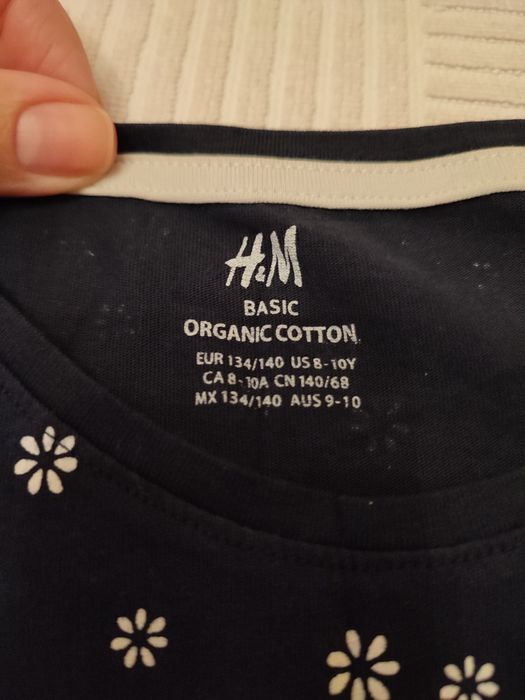 H&M
BASIC
ORGANIC COTTON
EUR 134/140 US 8-10Y
CA 8-10A CN 140/68
MX 134/140 AUS 9-10